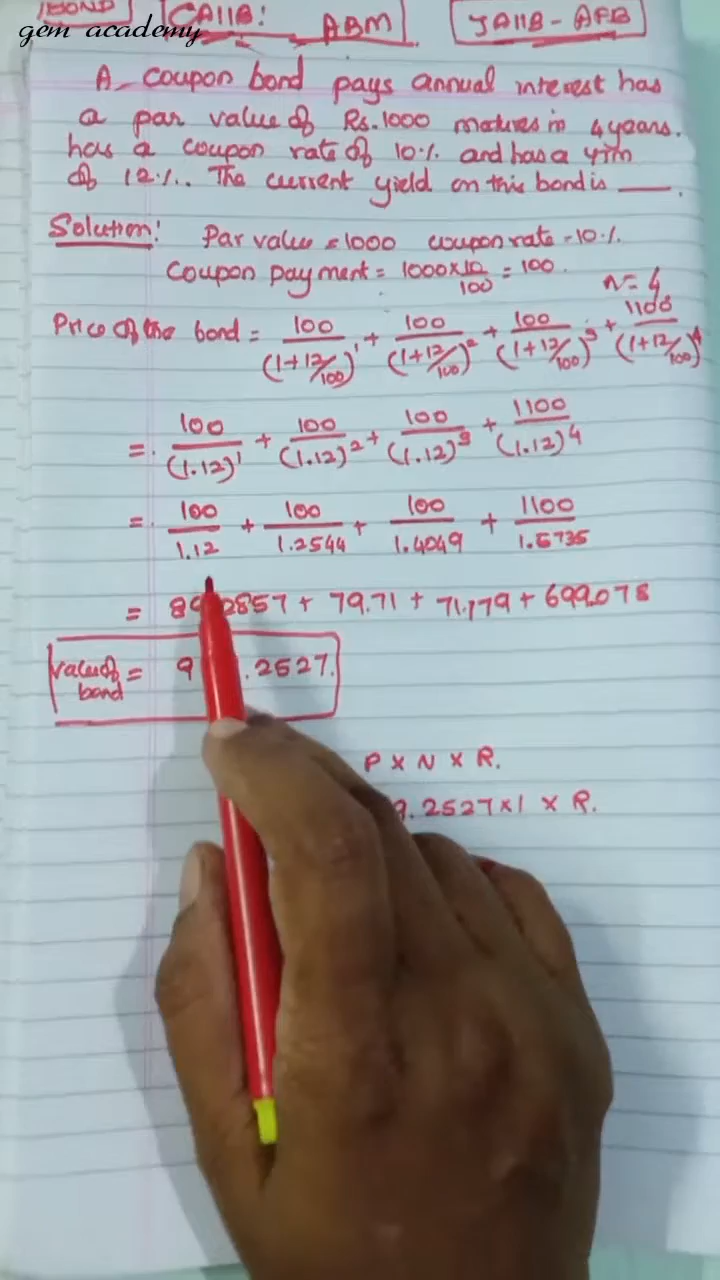 BOND CAIIB: ABM JAIIB-AFB
gem academy
A coupon bond pays annual interest has
a par value of Rs.1000 matures in 4 years.
has a coupon rate of 10%. and has a YTM
of 12%. The current yield on this bond is ___.
Solution: Par value = 1000 coupon rate - 10%.
Coupon payment = 1000×10/100 = 100.
n=4
Price of the bond = 100/(1+12/100)^1 + 100/(1+12/100)^2 + 100/(1+12/100)^3 + 1100/(1+12/100)^4
=. 100/(1.12)^1 + 100/(1.12)^2 + 100/(1.12)^3 + 1100/(1.12)^4
=. 100/1.12 + 100/1.2544 + 100/1.4049 + 1100/1.5735
= 89.2857 + 79.71 + 71.179 + 699.078
Value of bond = 9 .2527.
P × N × R.
9.2527×1 × R.